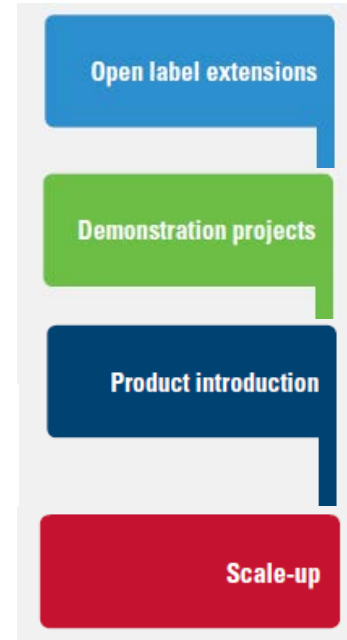 Open label extensions
Demonstration projects
Product introduction
Scale-up